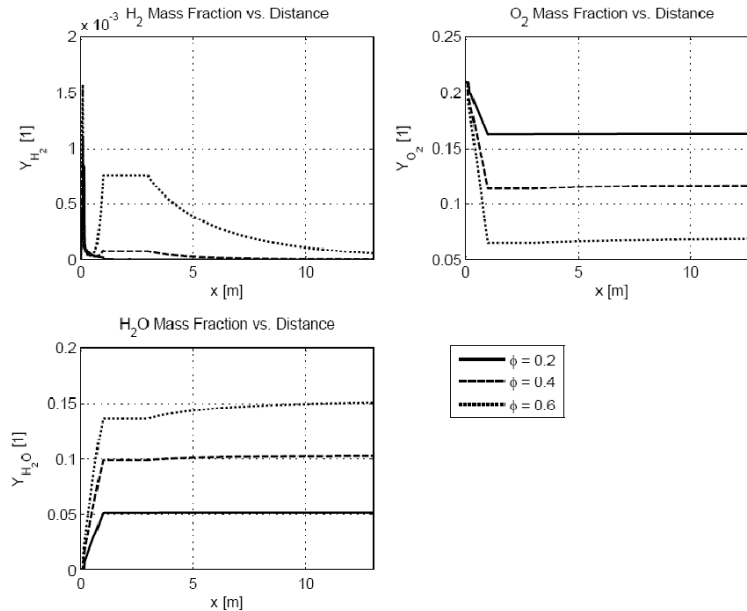 × 10⁻³ H₂ Mass Fraction vs. Distance
2
1.5
1
0.5
0
Y_H₂ [1]
0 5 10
x [m]
O₂ Mass Fraction vs. Distance
0.25
0.2
0.15
0.1
0.05
Y_O₂ [1]
0 5 10
x [m]
H₂O Mass Fraction vs. Distance
0.2
0.15
0.1
0.05
0
Y_H₂O [1]
0 5 10
x [m]
ϕ = 0.2
ϕ = 0.4
ϕ = 0.6